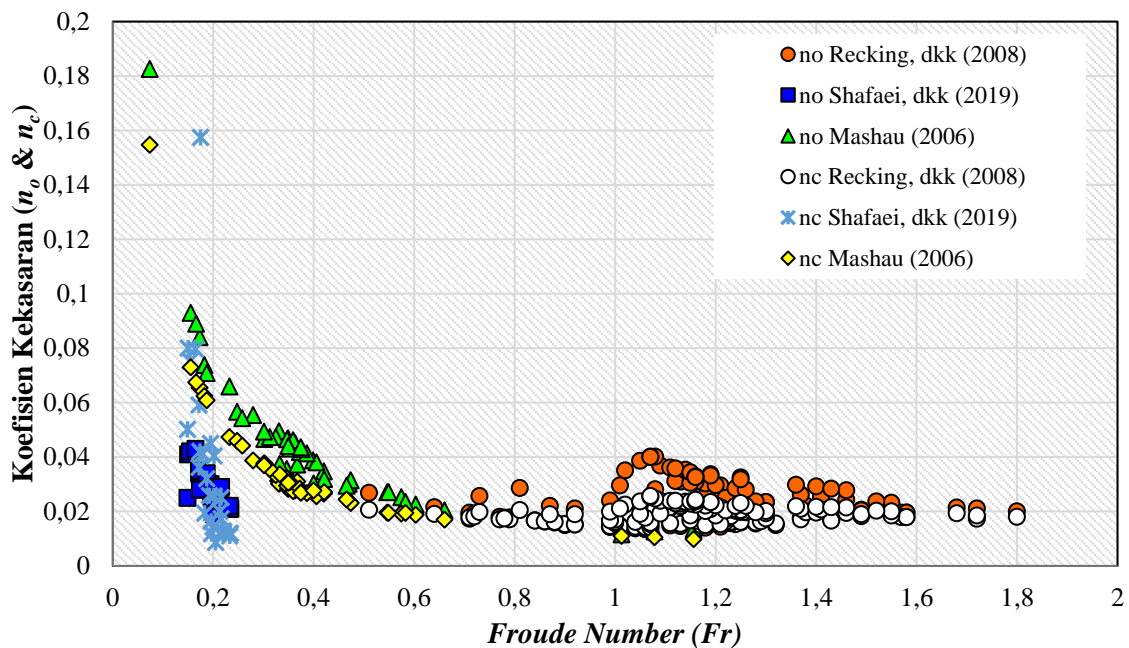 0,2
0,18
0,16
0,14
0,12
0,1
0,08
0,06
0,04
0,02
0
Koefisien Kekasaran (no & nc)
no Recking, dkk (2008)
no Shafaei, dkk (2019)
no Mashau (2006)
nc Recking, dkk (2008)
nc Shafaei, dkk (2019)
nc Mashau (2006)
0 0,2 0,4 0,6 0,8 1 1,2 1,4 1,6 1,8 2
Froude Number (Fr)